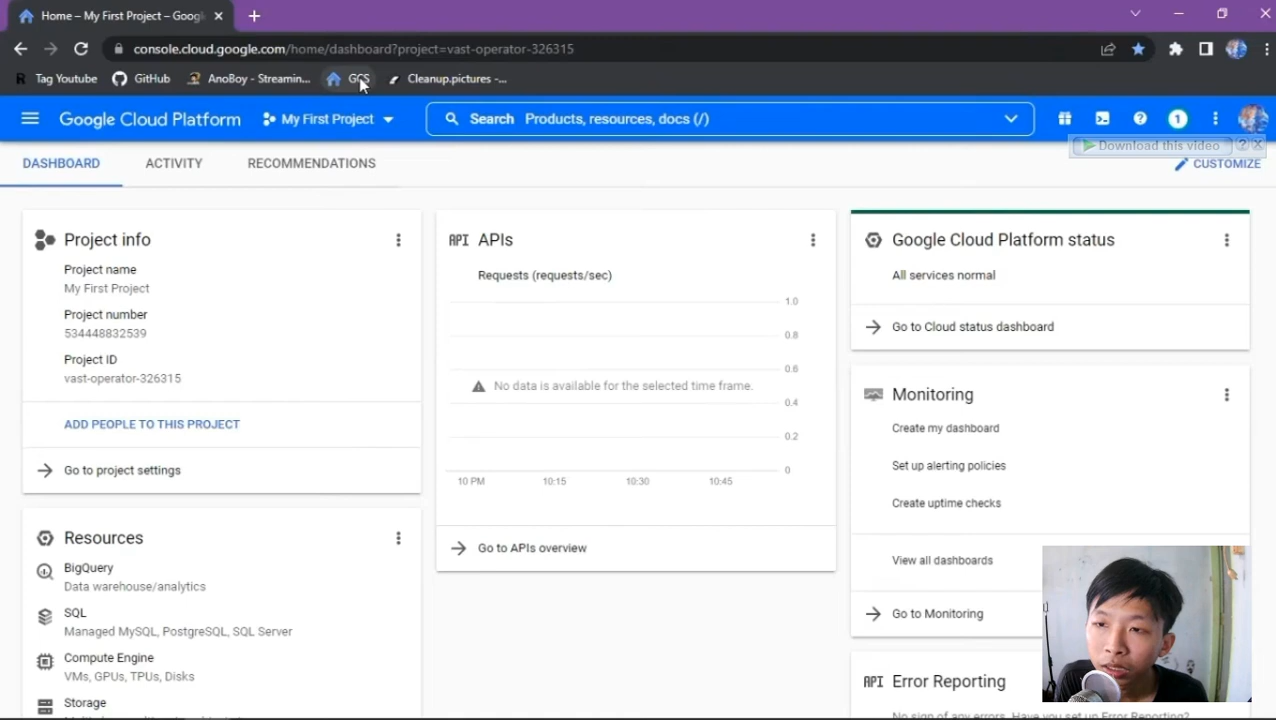 Home – My First Project – Goog
console.cloud.google.com/home/dashboard?project=vast-operator-326315
Tag Youtube
GitHub
AnoBoy - Streamin...
GCS
Cleanup.pictures -...
Google Cloud Platform
My First Project
Search Products, resources, docs (/)
1
Download this video
DASHBOARD
ACTIVITY
RECOMMENDATIONS
CUSTOMIZE
Project info
Project name
My First Project
Project number
534448832539
Project ID
vast-operator-326315
ADD PEOPLE TO THIS PROJECT
Go to project settings
Resources
BigQuery
Data warehouse/analytics
SQL
Managed MySQL, PostgreSQL, SQL Server
Compute Engine
VMs, GPUs, TPUs, Disks
Storage
API APIs
Requests (requests/sec)
1.0
0.8
0.6
No data is available for the selected time frame.
0.4
0.2
0
10 PM 10:15 10:30 10:45
Go to APIs overview
Google Cloud Platform status
All services normal
Go to Cloud status dashboard
Monitoring
Create my dashboard
Set up alerting policies
Create uptime checks
View all dashboards
Go to Monitoring
API Error Reporting
No sign of any errors. Have you set up Error Reporting?